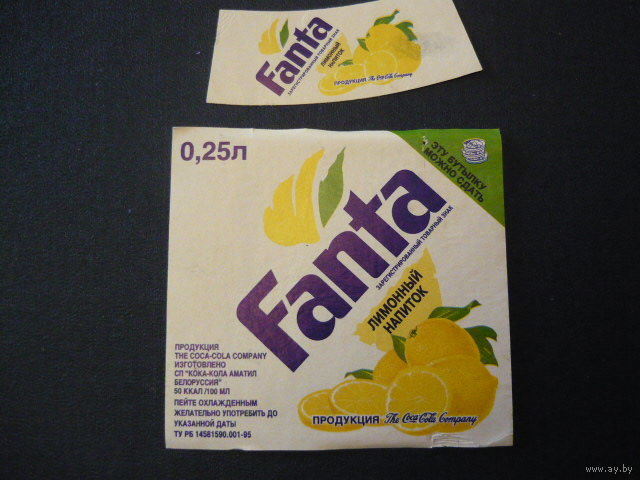 Fanta
ЗАРЕГИСТРИРОВАННЫЙ ТОВАРНЫЙ ЗНАК
ЛИМОННЫЙ
НАПИТОК
ПРОДУКЦИЯ The Coca-Cola Company
0,25л
ЭТУ БУТЫЛКУ
МОЖНО СДАТЬ
Fanta
ЗАРЕГИСТРИРОВАННЫЙ ТОВАРНЫЙ ЗНАК
ЛИМОННЫЙ
НАПИТОК
ПРОДУКЦИЯ
THE COCA-COLA COMPANY
ИЗГОТОВЛЕНО
СП "КОКА-КОЛА АМАТИЛ
БЕЛОРУССИЯ"
50 ККАЛ /100 МЛ
ПЕЙТЕ ОХЛАЖДЕННЫМ
ЖЕЛАТЕЛЬНО УПОТРЕБИТЬ ДО
УКАЗАННОЙ ДАТЫ
ТУ РБ 14581590.001-95
ПРОДУКЦИЯ The Coca-Cola Company
www.ay.by